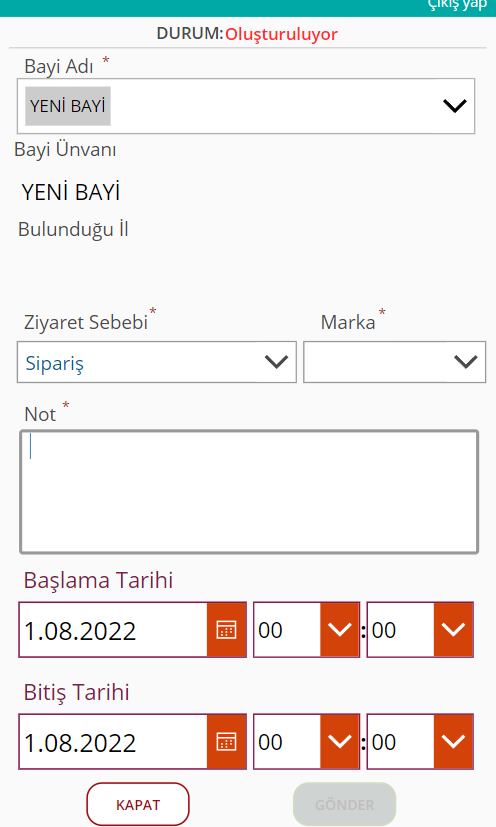 Çıkış yap
DURUM:Oluşturuluyor
Bayi Adı *
YENİ BAYİ
Bayi Ünvanı
YENİ BAYİ
Bulunduğu İl
Ziyaret Sebebi* Marka*
Sipariş
Not *
Başlama Tarihi
1.08.2022 00 : 00
Bitiş Tarihi
1.08.2022 00 : 00
KAPAT GÖNDER